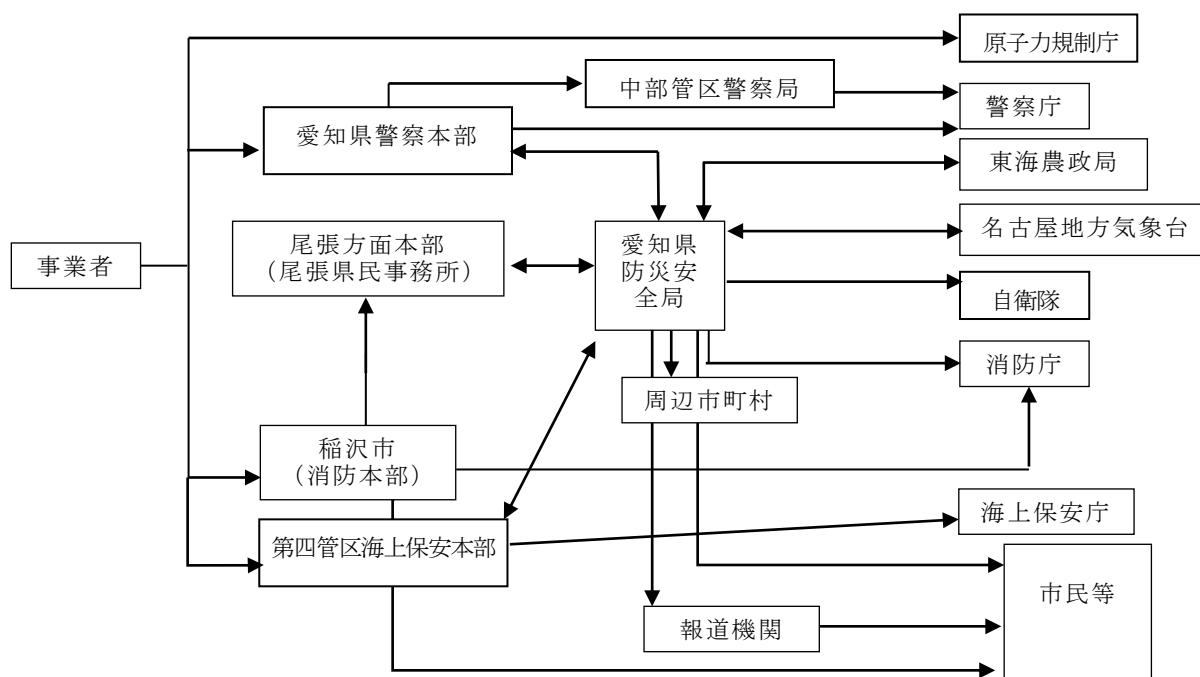 原子力規制庁
中部管区警察局
警察庁
愛知県警察本部
東海農政局
名古屋地方気象台
尾張方面本部
（尾張県民事務所）
愛知県
防災安
全局
事業者
自衛隊
消防庁
周辺市町村
稲沢市
（消防本部）
海上保安庁
第四管区海上保安本部
市民等
報道機関